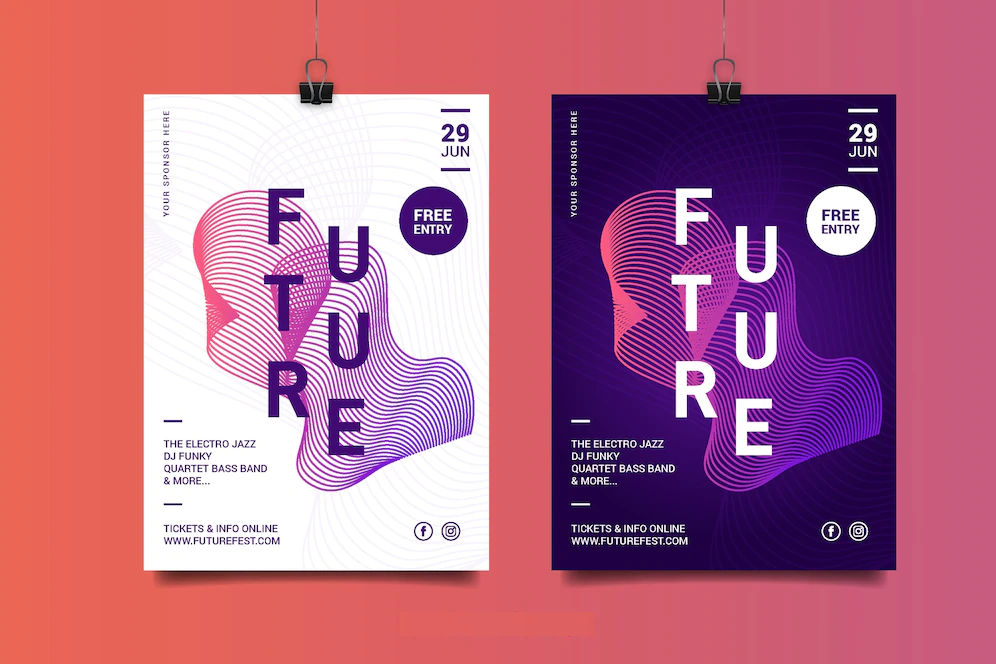 YOUR SPONSOR HERE
29
JUN
FREE
ENTRY
FUTURE
THE ELECTRO JAZZ
DJ FUNKY
QUARTET BASS BAND
& MORE...
TICKETS & INFO ONLINE
WWW.FUTUREFEST.COM
YOUR SPONSOR HERE
29
JUN
FREE
ENTRY
FUTURE
THE ELECTRO JAZZ
DJ FUNKY
QUARTET BASS BAND
& MORE...
TICKETS & INFO ONLINE
WWW.FUTUREFEST.COM